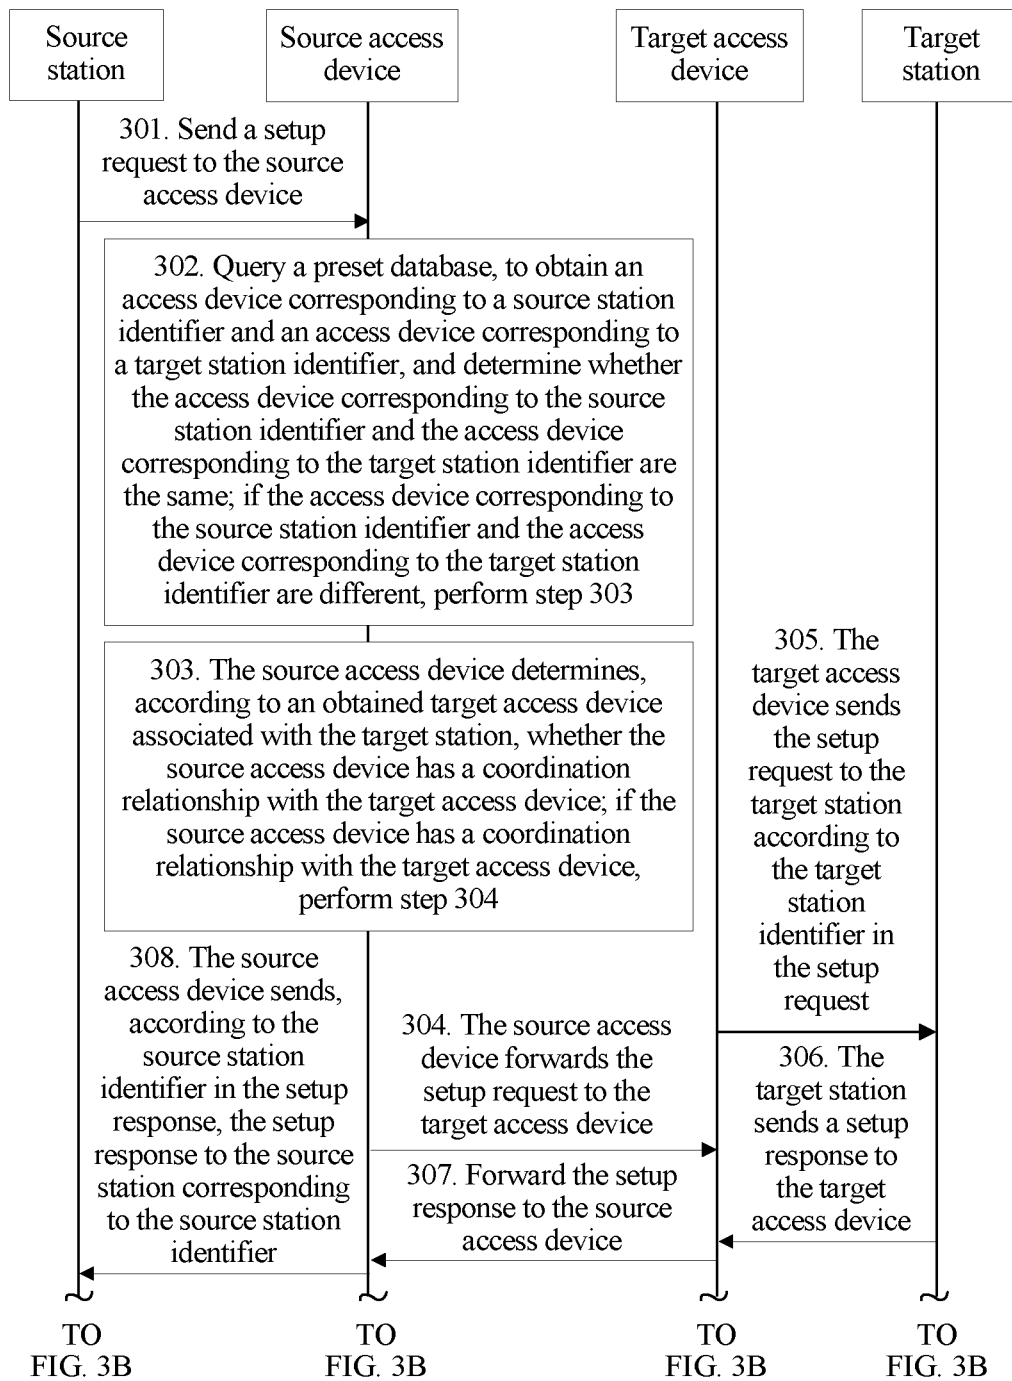 Source
station
Source access
device
Target access
device
Target
station
301. Send a setup
request to the source
access device
302. Query a preset database, to obtain an
access device corresponding to a source station
identifier and an access device corresponding to
a target station identifier, and determine whether
the access device corresponding to the source
station identifier and the access device
corresponding to the target station identifier are
the same; if the access device corresponding to
the source station identifier and the access
device corresponding to the target station
identifier are different, perform step 303
303. The source access device determines,
according to an obtained target access device
associated with the target station, whether the
source access device has a coordination
relationship with the target access device; if the
source access device has a coordination
relationship with the target access device,
perform step 304
305. The
target access
device sends
the setup
request to the
target station
according to
the target
station
identifier in
the setup
request
308. The source
access device sends,
according to the
source station
identifier in the setup
response, the setup
response to the source
station corresponding
to the source station
identifier
304. The source access
device forwards the
setup request to the
target access device
306. The
target station
sends a setup
response to
the target
access device
307. Forward the setup
response to the source
access device
TO
FIG. 3B
TO
FIG. 3B
TO
FIG. 3B
TO
FIG. 3B